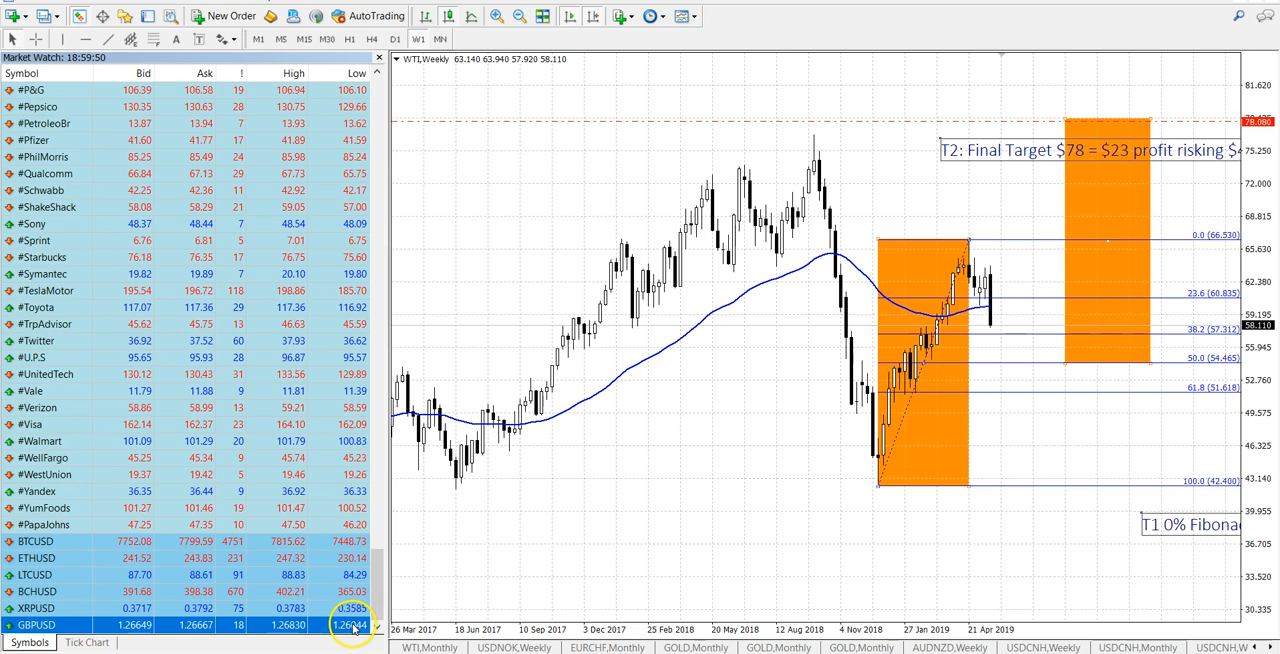 New Order AutoTrading
A T M1 M5 M15 M30 H1 H4 D1 W1 MN
Market Watch: 18:59:50
Symbol Bid Ask ! High Low
#P&G 106.39 106.58 19 106.94 106.10
#Pepsico 130.35 130.63 28 130.75 129.66
#PetroleoBr 13.87 13.94 7 13.93 13.62
#Pfizer 41.60 41.77 17 41.89 41.59
#PhilMorris 85.25 85.49 24 85.98 85.24
#Qualcomm 66.84 67.13 29 67.73 66.74
#Schwabb 42.25 42.36 11 42.92 42.17
#ShakeShack 58.08 58.29 21 59.05 57.00
#Sony 48.37 48.44 7 48.54 48.09
#Sprint 6.76 6.81 5 7.01 6.75
#Starbucks 76.18 76.35 17 76.75 76.00
#Symantec 19.82 19.89 7 20.10 19.80
#TeslaMotor 195.54 196.72 118 198.86 185.70
#Toyota 117.07 117.36 29 117.36 116.92
#TrpAdvisor 45.62 45.75 13 46.63 45.59
#Twitter 36.92 37.52 60 37.93 36.62
#U.P.S 95.65 95.93 28 96.87 95.57
#UnitedTech 130.12 130.43 31 133.56 129.89
#Vale 11.79 11.88 9 11.81 11.39
#Verizon 58.86 58.99 13 59.21 58.59
#Visa 162.14 162.37 23 164.10 162.09
#Walmart 101.09 101.29 20 101.79 100.83
#WellFargo 45.25 45.34 9 45.74 45.23
#WestUnion 19.37 19.42 5 19.46 19.26
#Yandex 36.35 36.44 9 36.92 36.33
#YumFoods 101.27 101.46 19 101.47 100.52
#PapaJohns 47.25 47.35 10 47.50 46.20
BTCUSD 7752.08 7799.59 4751 7815.62 7448.73
ETHUSD 241.52 243.83 231 247.32 230.14
LTCUSD 87.70 88.61 91 88.83 84.29
BCHUSD 391.68 398.38 670 402.21 365.03
XRPUSD 0.3717 0.3792 75 0.3783 0.3585
GBPUSD 1.26649 1.26667 18 1.26830
Symbols Tick Chart
WTI,Weekly 63.140 63.940 57.920 58.110
T2: Final Target $78 = $23 profit risking
0.0 (66.530)
23.6 (60.835)
38.2 (57.312)
50.0 (54.465)
61.8 (51.618)
100.0 (42.400)
T1 0%
81.620
78.080
75.250
72.000
68.815
65.630
62.380
59.195
58.110
55.945
52.760
49.575
46.325
43.140
39.955
36.705
33.520
30.335
26 Mar 2017 18 Jun 2017 10 Sep 2017 3 Dec 2017 25 Feb 2018 20 May 2018 12 Aug 2018 4 Nov 2018 27 Jan 2019 21 Apr 2019
WTI,Monthly USDNOK,Weekly EURCHF,Monthly GOLD,Monthly GOLD,Monthly GOLD,Monthly AUDNZD,Weekly USDCNH,Weekly USDCNH,Monthly